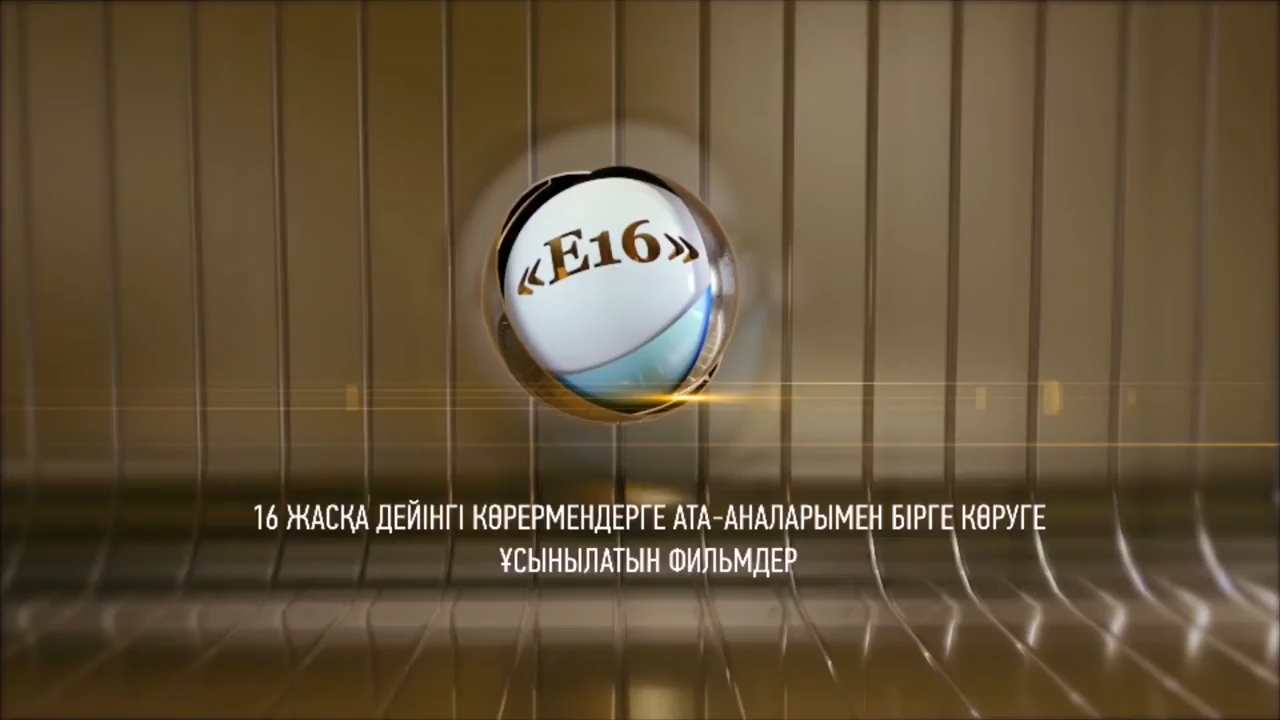 «Е16»
16 ЖАСҚА ДЕЙІНГІ КӨРЕРМЕНДЕРГЕ АТА-АНАЛАРЫМЕН БІРГЕ КӨРУГЕ
ҰСЫНЫЛАТЫН ФИЛЬМДЕР